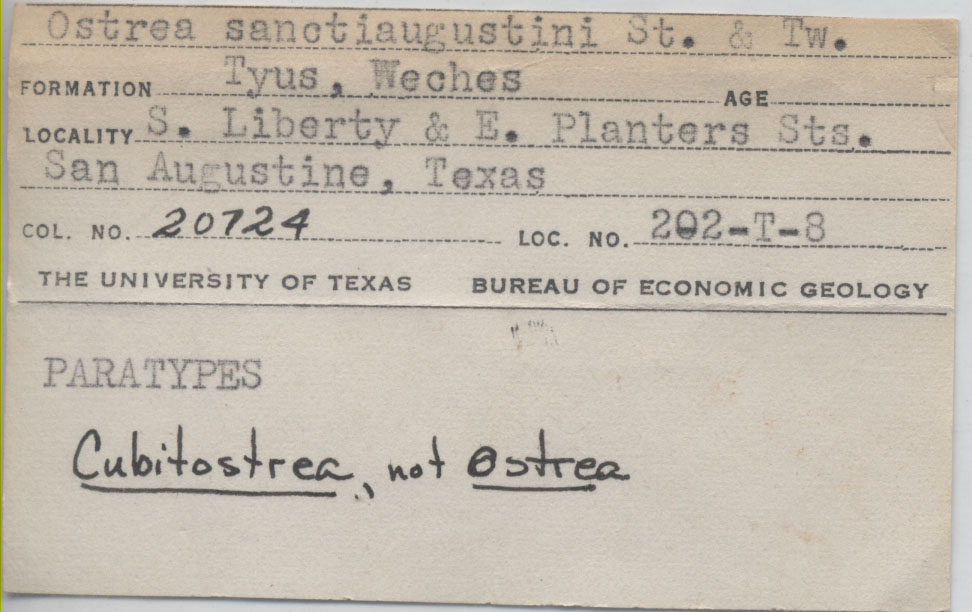 Ostrea sanctiaugustini St. & Tw.
FORMATION Tyus, Weches AGE
LOCALITY S. Liberty & E. Planters Sts.
San Augustine, Texas
COL. NO. 20724 LOC. NO. 202-T-8
THE UNIVERSITY OF TEXAS BUREAU OF ECONOMIC GEOLOGY
PARATYPES
Cubitostrea, not Ostrea